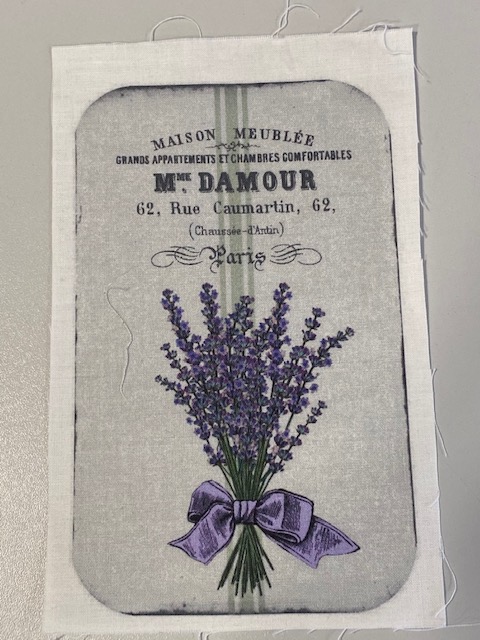 MAISON MEUBLÉE
GRANDS APPARTEMENTS ET CHAMBRES COMFORTABLES
MME. DAMOUR
62, Rue Caumartin, 62,
(Chaussée-d'Antin)
Paris